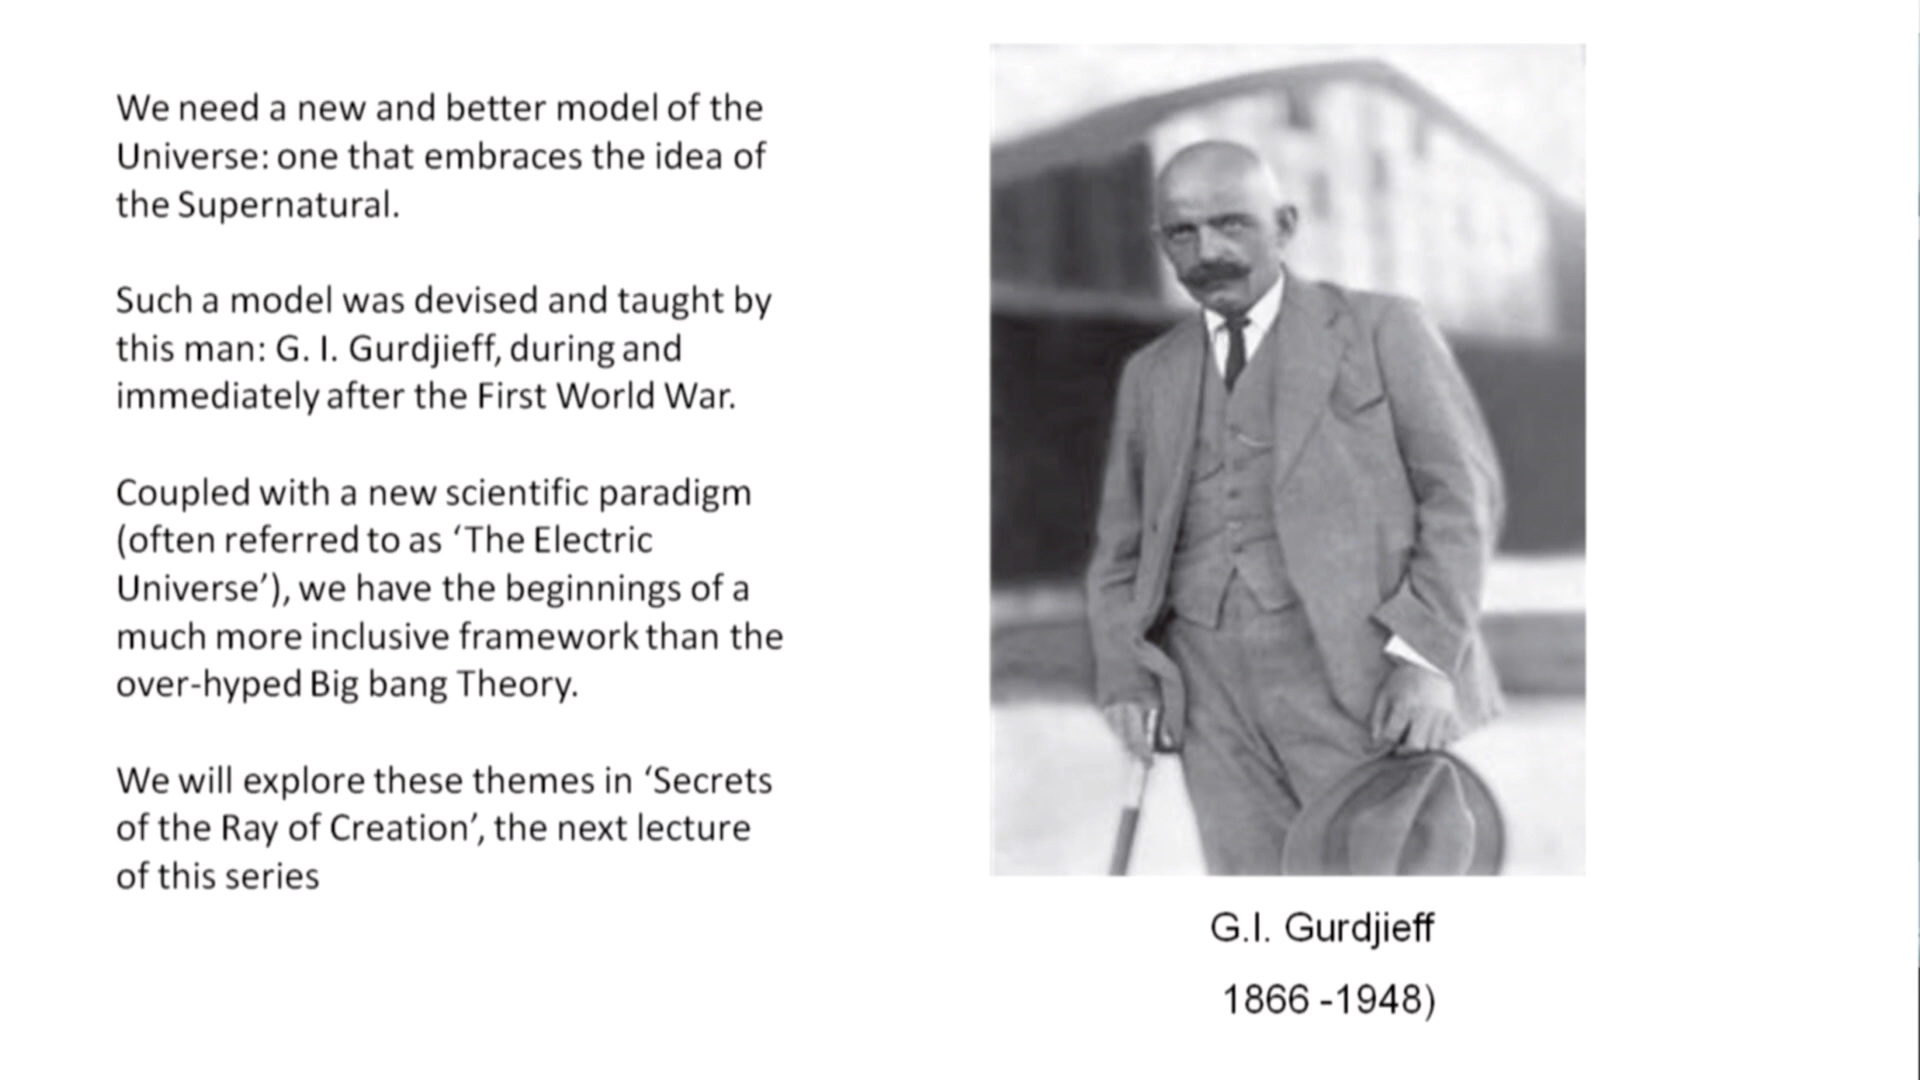 We need a new and better model of the
Universe: one that embraces the idea of
the Supernatural.
Such a model was devised and taught by
this man: G. I. Gurdjieff, during and
immediately after the First World War.
Coupled with a new scientific paradigm
(often referred to as ‘The Electric
Universe’), we have the beginnings of a
much more inclusive framework than the
over-hyped Big bang Theory.
We will explore these themes in ‘Secrets
of the Ray of Creation’, the next lecture
of this series
G.I. Gurdjieff
1866 -1948)